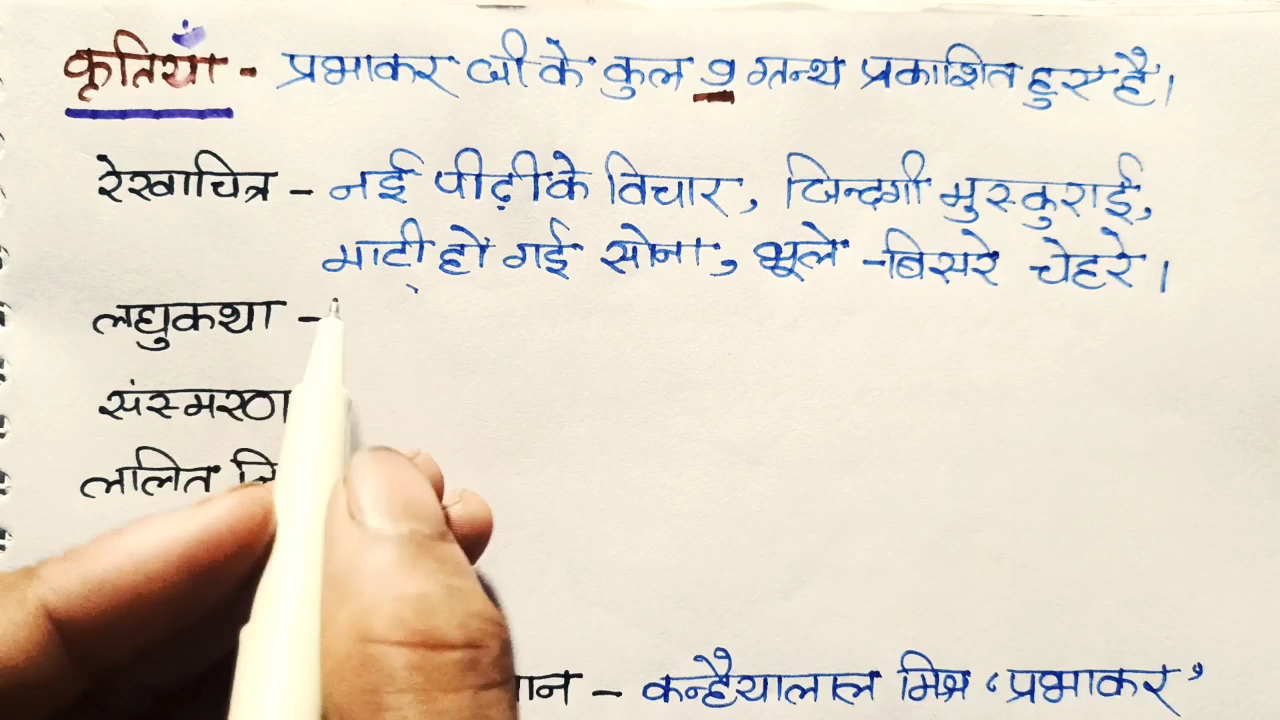 कृतियाँ - प्रभाकर जी के कुल 9 ग्रन्थ प्रकाशित हुए है।
रेखाचित्र - नई पीढ़ी के विचार, जिन्दगी मुस्कुराई,
माटी हो गई सोना, भूले -बिसरे चेहरे।
लघुकथा -
संस्मरण
ललित
- कन्हैयालाल मिश्र ‘प्रभाकर’